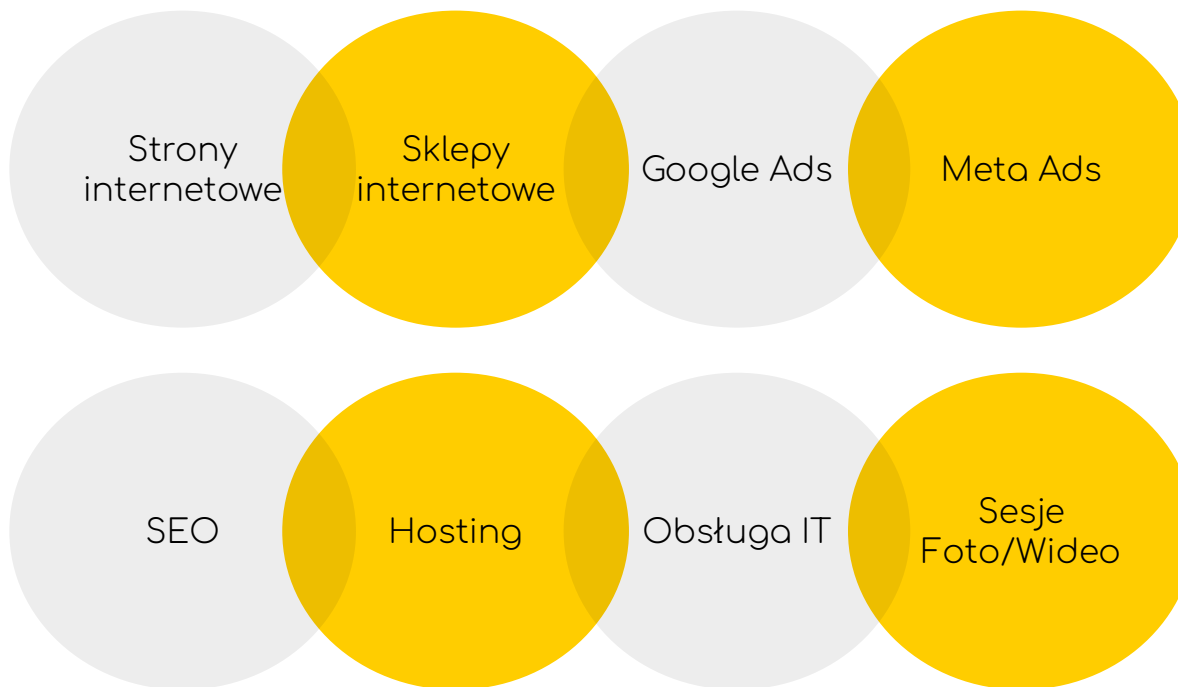 Strony
internetowe
Sklepy
internetowe
Google Ads
Meta Ads
SEO
Hosting
Obsługa IT
Sesje
Foto/Wideo